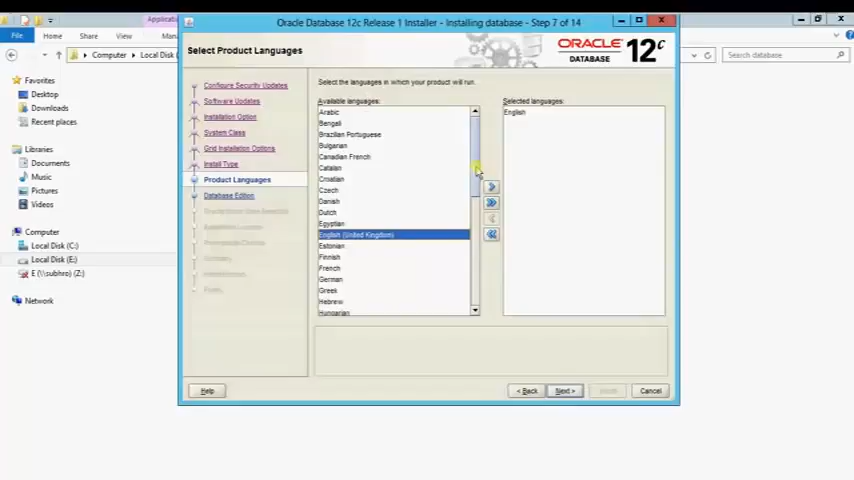 Oracle Database 12c Release 1 Installer - Installing database - Step 7 of 14
File
Home
Share
View
Computer
Local Disk
Search database
Select Product Languages
ORACLE
DATABASE
12c
Favorites
Desktop
Downloads
Recent places
Libraries
Documents
Music
Pictures
Videos
Computer
Local Disk (C:)
Local Disk (E:)
E (\\subhro) (Z:)
Network
Configure Security Updates
Software Updates
Installation Option
System Class
Grid Installation Options
Install Type
Product Languages
Database Edition
Select the languages in which your product will run.
Available languages:
Arabic
Bengali
Brazilian Portuguese
Bulgarian
Canadian French
Catalan
Croatian
Czech
Danish
Dutch
Egyptian
English (United Kingdom)
Estonian
Finnish
French
German
Greek
Hebrew
Hungarian
Selected languages:
English
Help
< Back
Next >
Cancel